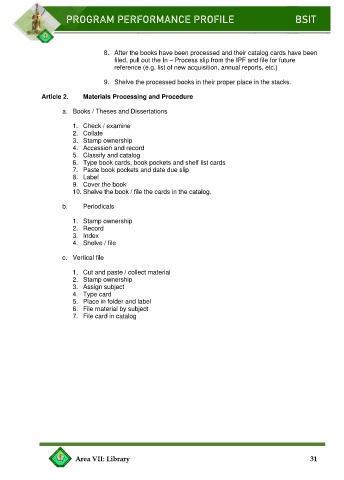 PROGRAM PERFORMANCE PROFILE BSIT
8. After the books have been processed and their catalog cards have been
filed, pull out the In – Process slip from the IPF and file for future
reference (e.g. list of new acquisition, annual reports, etc.)
9. Shelve the processed books in their proper place in the stacks.
Article 2. Materials Processing and Procedure
a. Books / Theses and Dissertations
1. Check / examine
2. Collate
3. Stamp ownership
4. Accession and record
5. Classify and catalog
6. Type book cards, book pockets and shelf list cards
7. Paste book pockets and date due slip
8. Label
9. Cover the book
10. Shelve the book / file the cards in the catalog.
b. Periodicals
1. Stamp ownership
2. Record
3. Index
4. Shelve / file
c. Vertical file
1. Cut and paste / collect material
2. Stamp ownership
3. Assign subject
4. Type card
5. Place in folder and label
6. File material by subject
7. File card in catalog
Area VII: Library 31